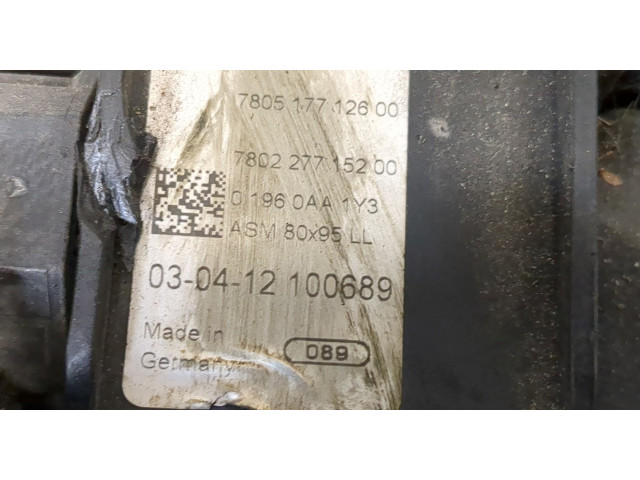 7805 177 126 00
7802 277 152 00
0 196 0AA 1Y3
ASM 80x95 LL
03-04-12 100689
Made in
Germany
089